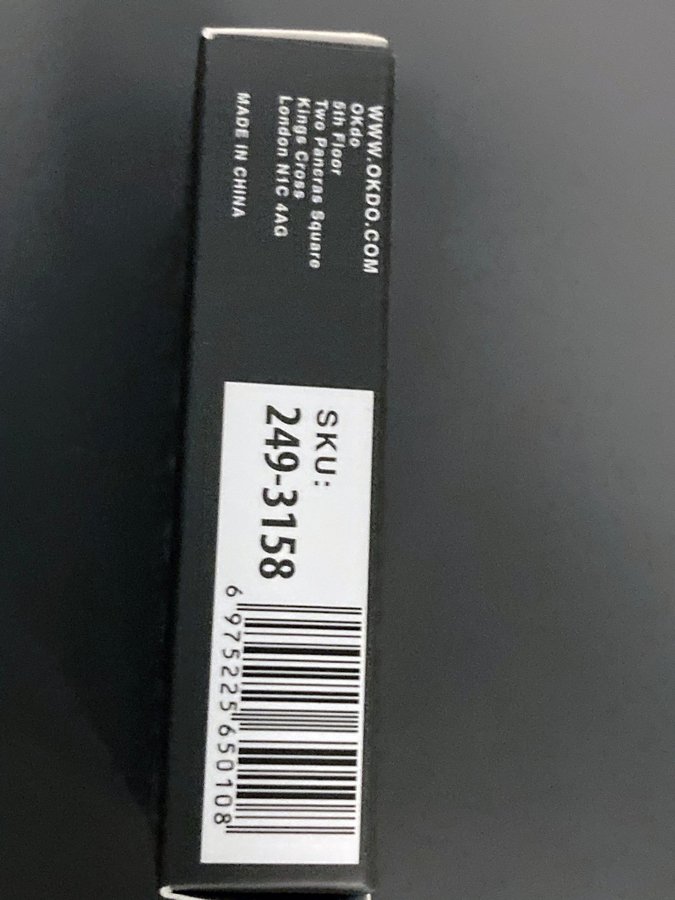 WWW.OKDO.COM
OKdo
5th Floor
Two Pancras Square
Kings Cross
London N1C 4AG
MADE IN CHINA
SKU:
249-3158
6 975225 650108